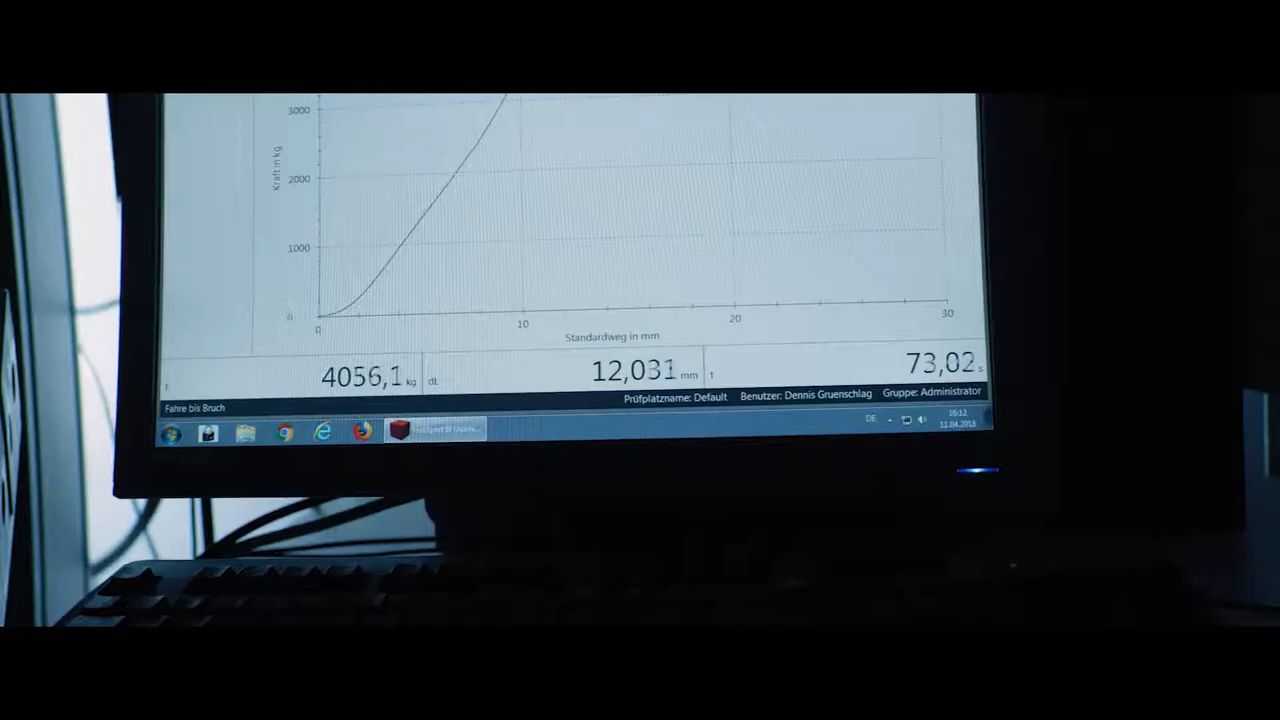 3000
Kraft in kg
2000
1000
0
0 10 20 30
Standardweg in mm
F 4056,1 kg dL 12,031 mm t 73,02 s
Prüfplatzname: Default Benutzer: Dennis Gruenschlag Gruppe: Administrator
Fahre bis Bruch
DE 16:12
11.04.2018